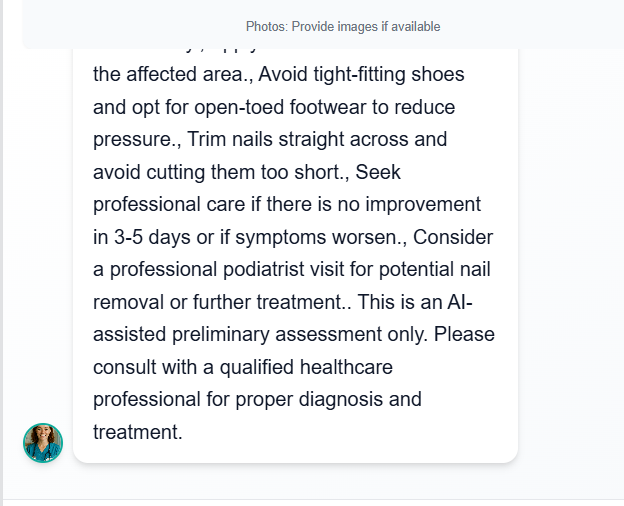 Photos: Provide images if available
the affected area., Avoid tight-fitting shoes
and opt for open-toed footwear to reduce
pressure., Trim nails straight across and
avoid cutting them too short., Seek
professional care if there is no improvement
in 3-5 days or if symptoms worsen., Consider
a professional podiatrist visit for potential nail
removal or further treatment.. This is an AI-
assisted preliminary assessment only. Please
consult with a qualified healthcare
professional for proper diagnosis and
treatment.